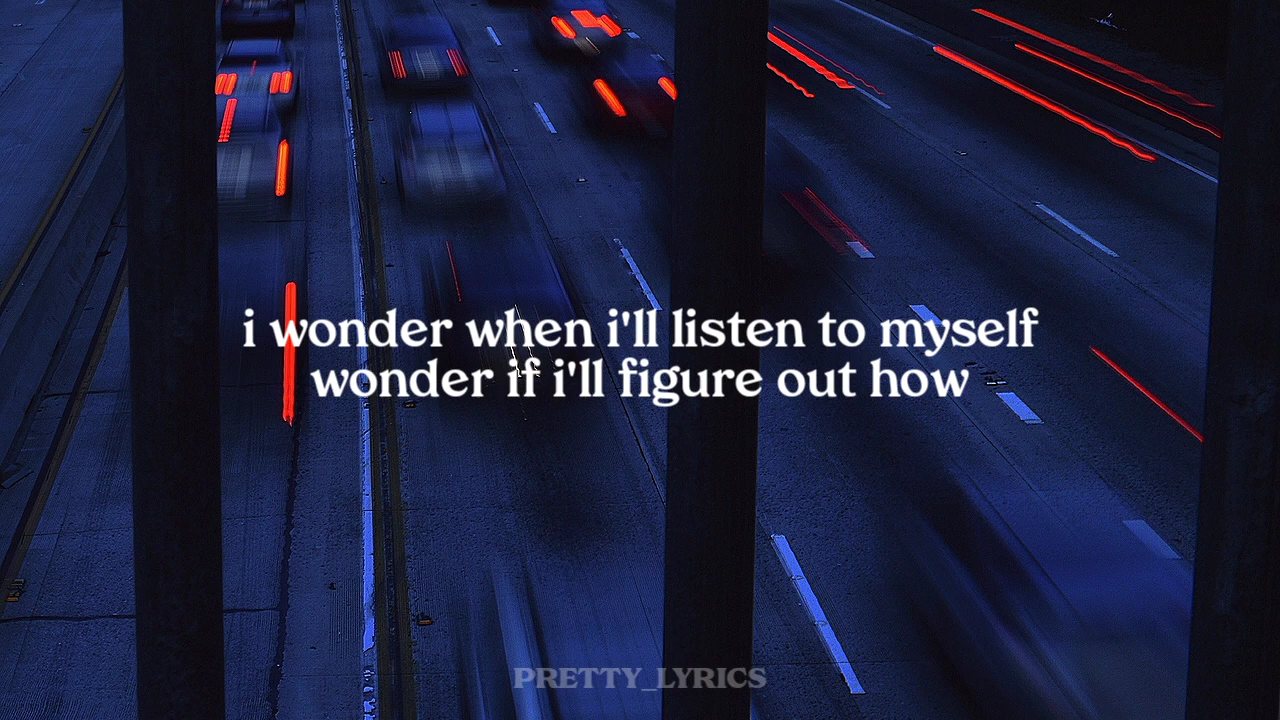 i wonder when i'll listen to myself
wonder if i'll figure out how
PRETTY_LYRICS